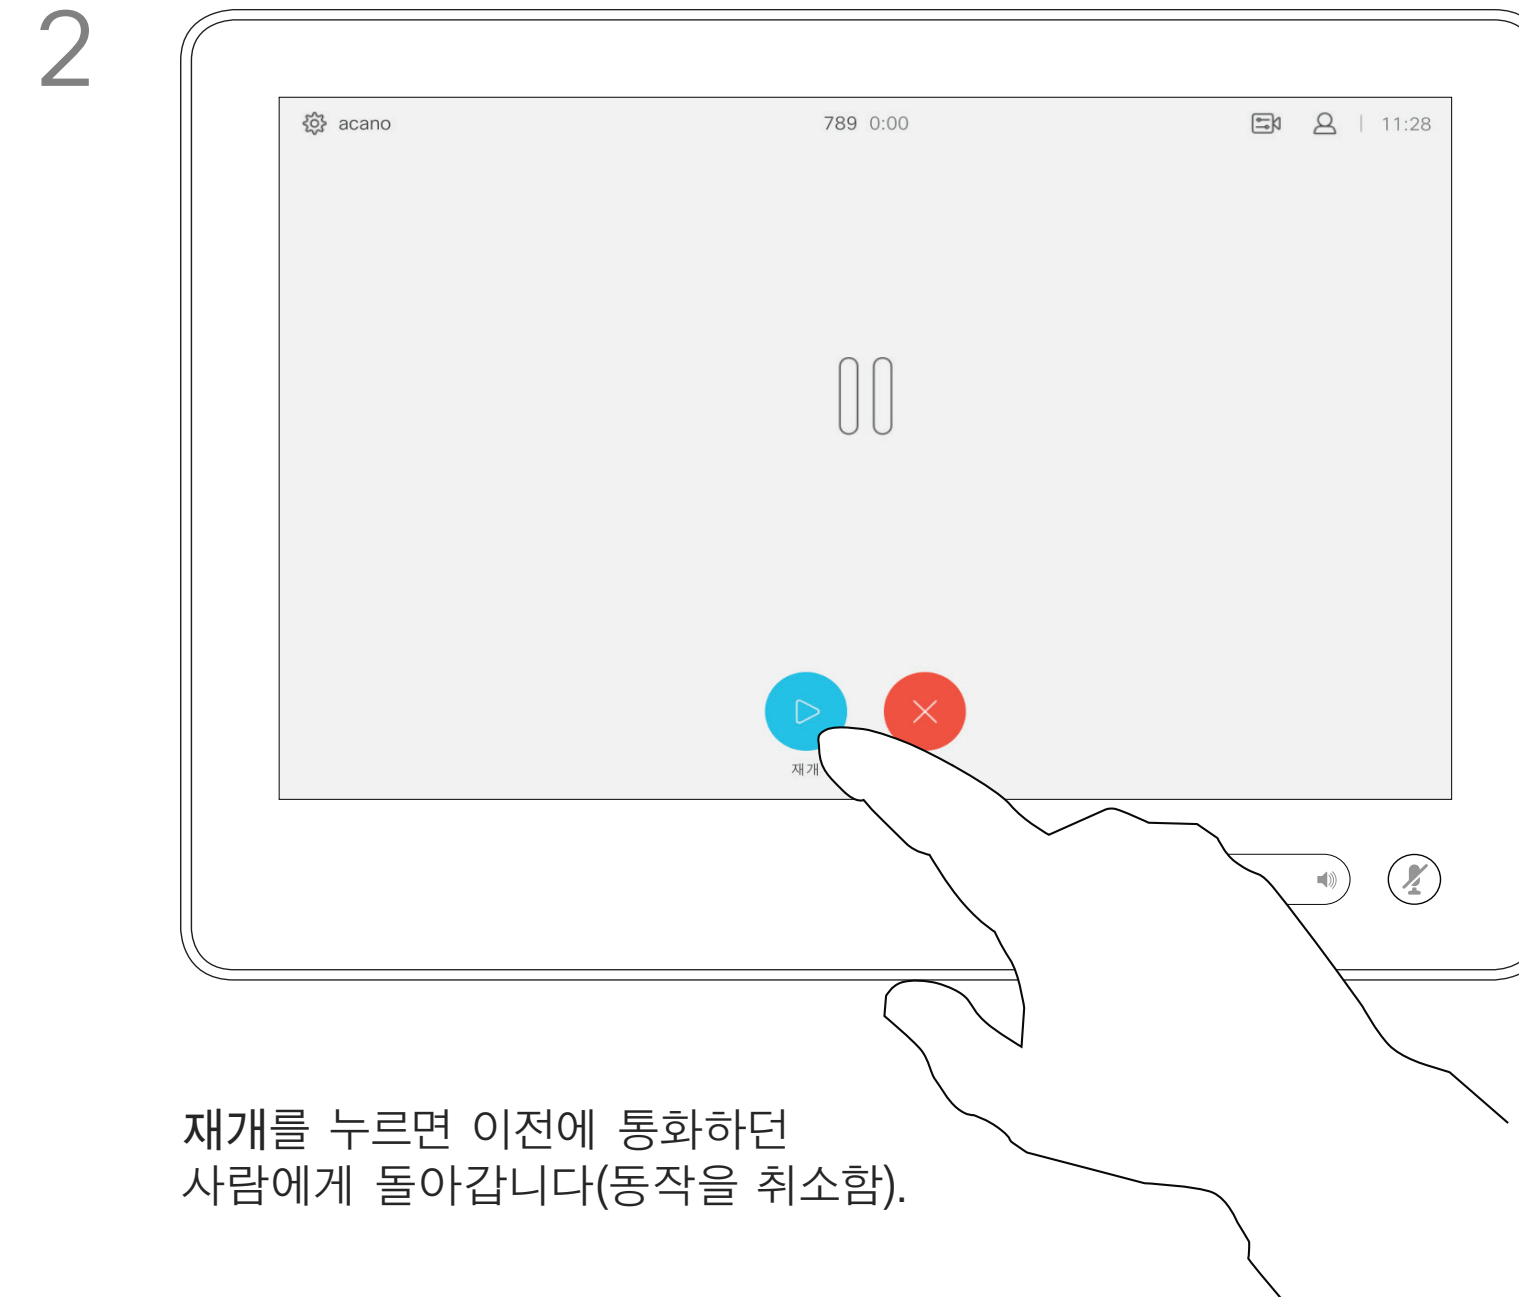 2
acano 789 0:00 11:28
재개
재개를 누르면 이전에 통화하던
사람에게 돌아갑니다(동작을 취소함).